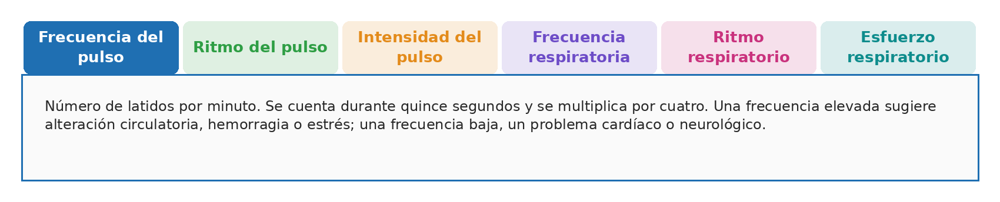 Frecuencia del
pulso
Ritmo del pulso
Intensidad del
pulso
Frecuencia
respiratoria
Ritmo
respiratorio
Esfuerzo
respiratorio
Número de latidos por minuto. Se cuenta durante quince segundos y se multiplica por cuatro. Una frecuencia elevada sugiere
alteración circulatoria, hemorragia o estrés; una frecuencia baja, un problema cardíaco o neurológico.